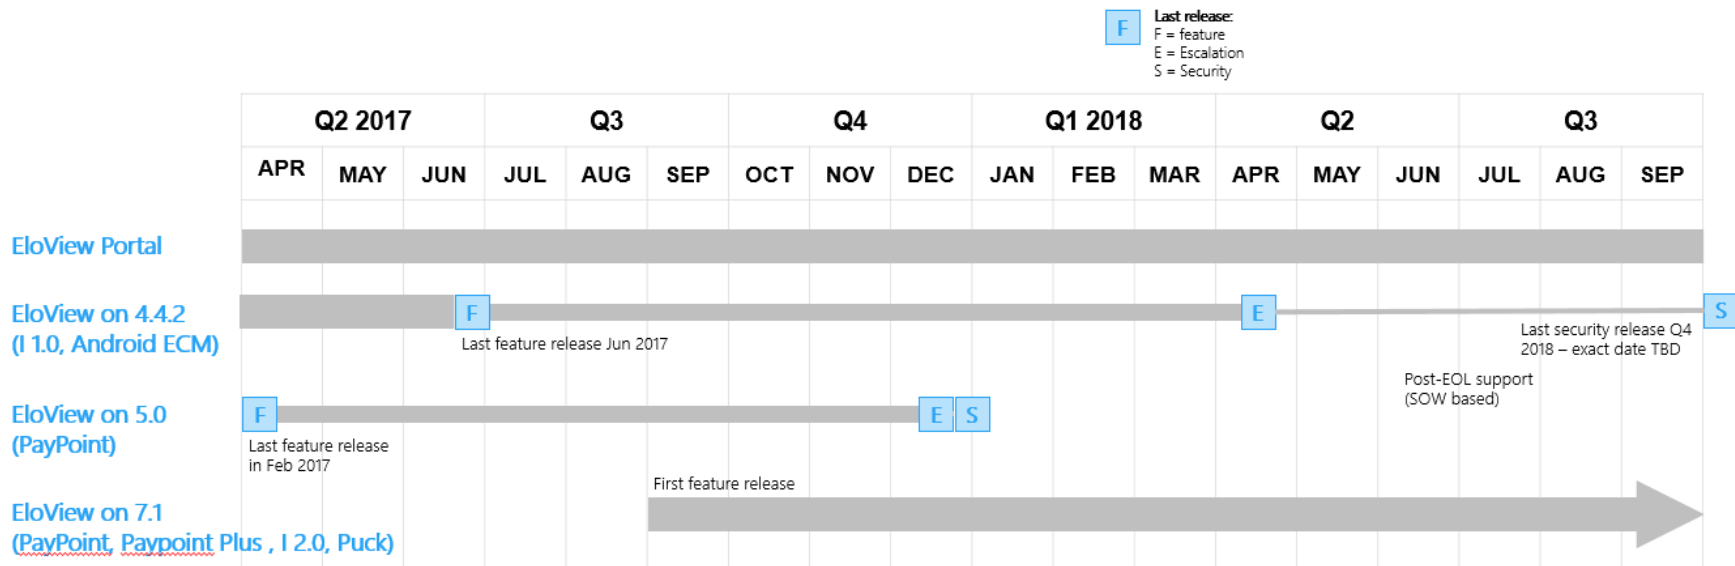 F
Last release:
F = feature
E = Escalation
S = Security
Q2 2017 Q3 Q4 Q1 2018 Q2 Q3
APR MAY JUN JUL AUG SEP OCT NOV DEC JAN FEB MAR APR MAY JUN JUL AUG SEP
EloView Portal
EloView on 4.4.2
(I 1.0, Android ECM)
F
E
S
Last feature release Jun 2017
Last security release Q4
2018 – exact date TBD
Post-EOL support
(SOW based)
EloView on 5.0
(PayPoint)
F
E
S
Last feature release
in Feb 2017
First feature release
EloView on 7.1
(PayPoint, Paypoint Plus , I 2.0, Puck)